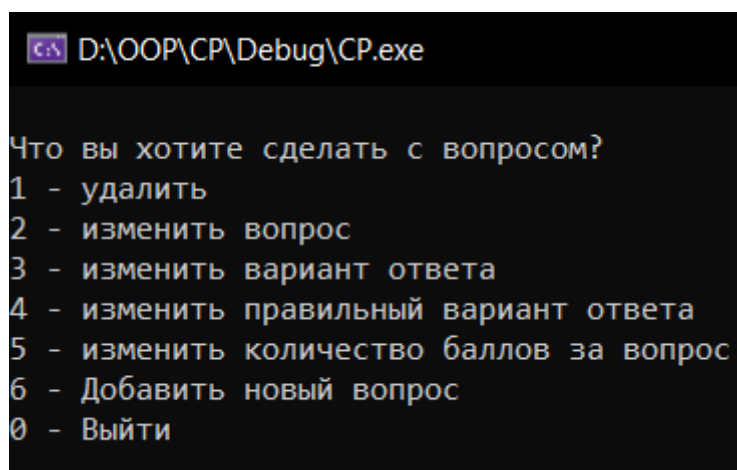 D:\OOP\CP\Debug\CP.exe
Что вы хотите сделать с вопросом?
1 - удалить
2 - изменить вопрос
3 - изменить вариант ответа
4 - изменить правильный вариант ответа
5 - изменить количество баллов за вопрос
6 - Добавить новый вопрос
0 - Выйти